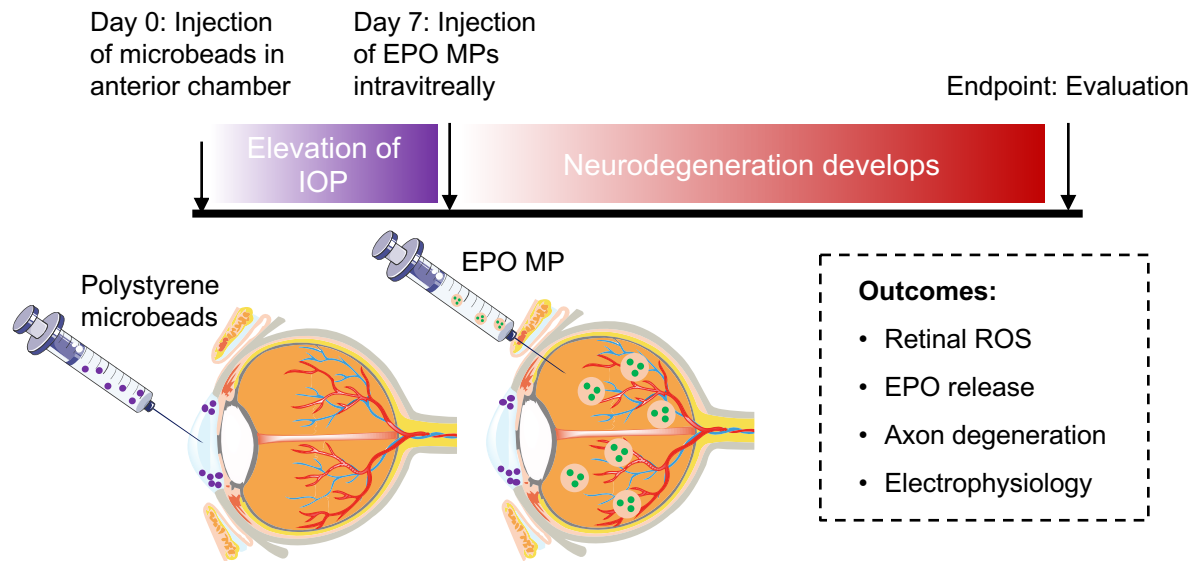 Day 0: Injection
of microbeads in
anterior chamber
Day 7: Injection
of EPO MPs
intravitreally
Endpoint: Evaluation
Elevation of
IOP
Neurodegeneration develops
Polystyrene
microbeads
EPO MP
Outcomes:
• Retinal ROS
• EPO release
• Axon degeneration
• Electrophysiology